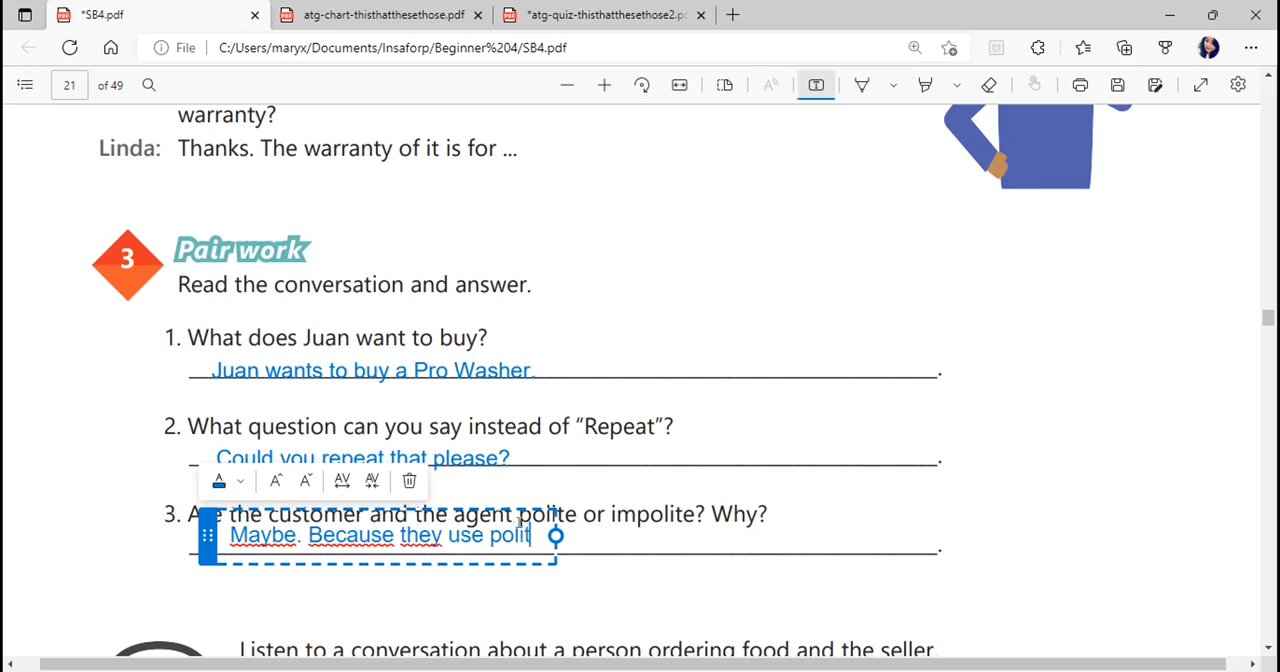 *SB4.pdf
atg-chart-thisthatthesethose.pdf
*atg-quiz-thisthatthesethose2.pc
File
C:/Users/maryx/Documents/Insaforp/Beginner%204/SB4.pdf
21 of 49
warranty?
Linda: Thanks. The warranty of it is for ...
3
Pair work
Read the conversation and answer.
1. What does Juan want to buy?
Juan wants to buy a Pro Washer.
2. What question can you say instead of “Repeat”?
Could you repeat that please?
3. Are the customer and the agent polite or impolite? Why?
Maybe. Because they use polit
Listen to a conversation about a person ordering food and the seller.